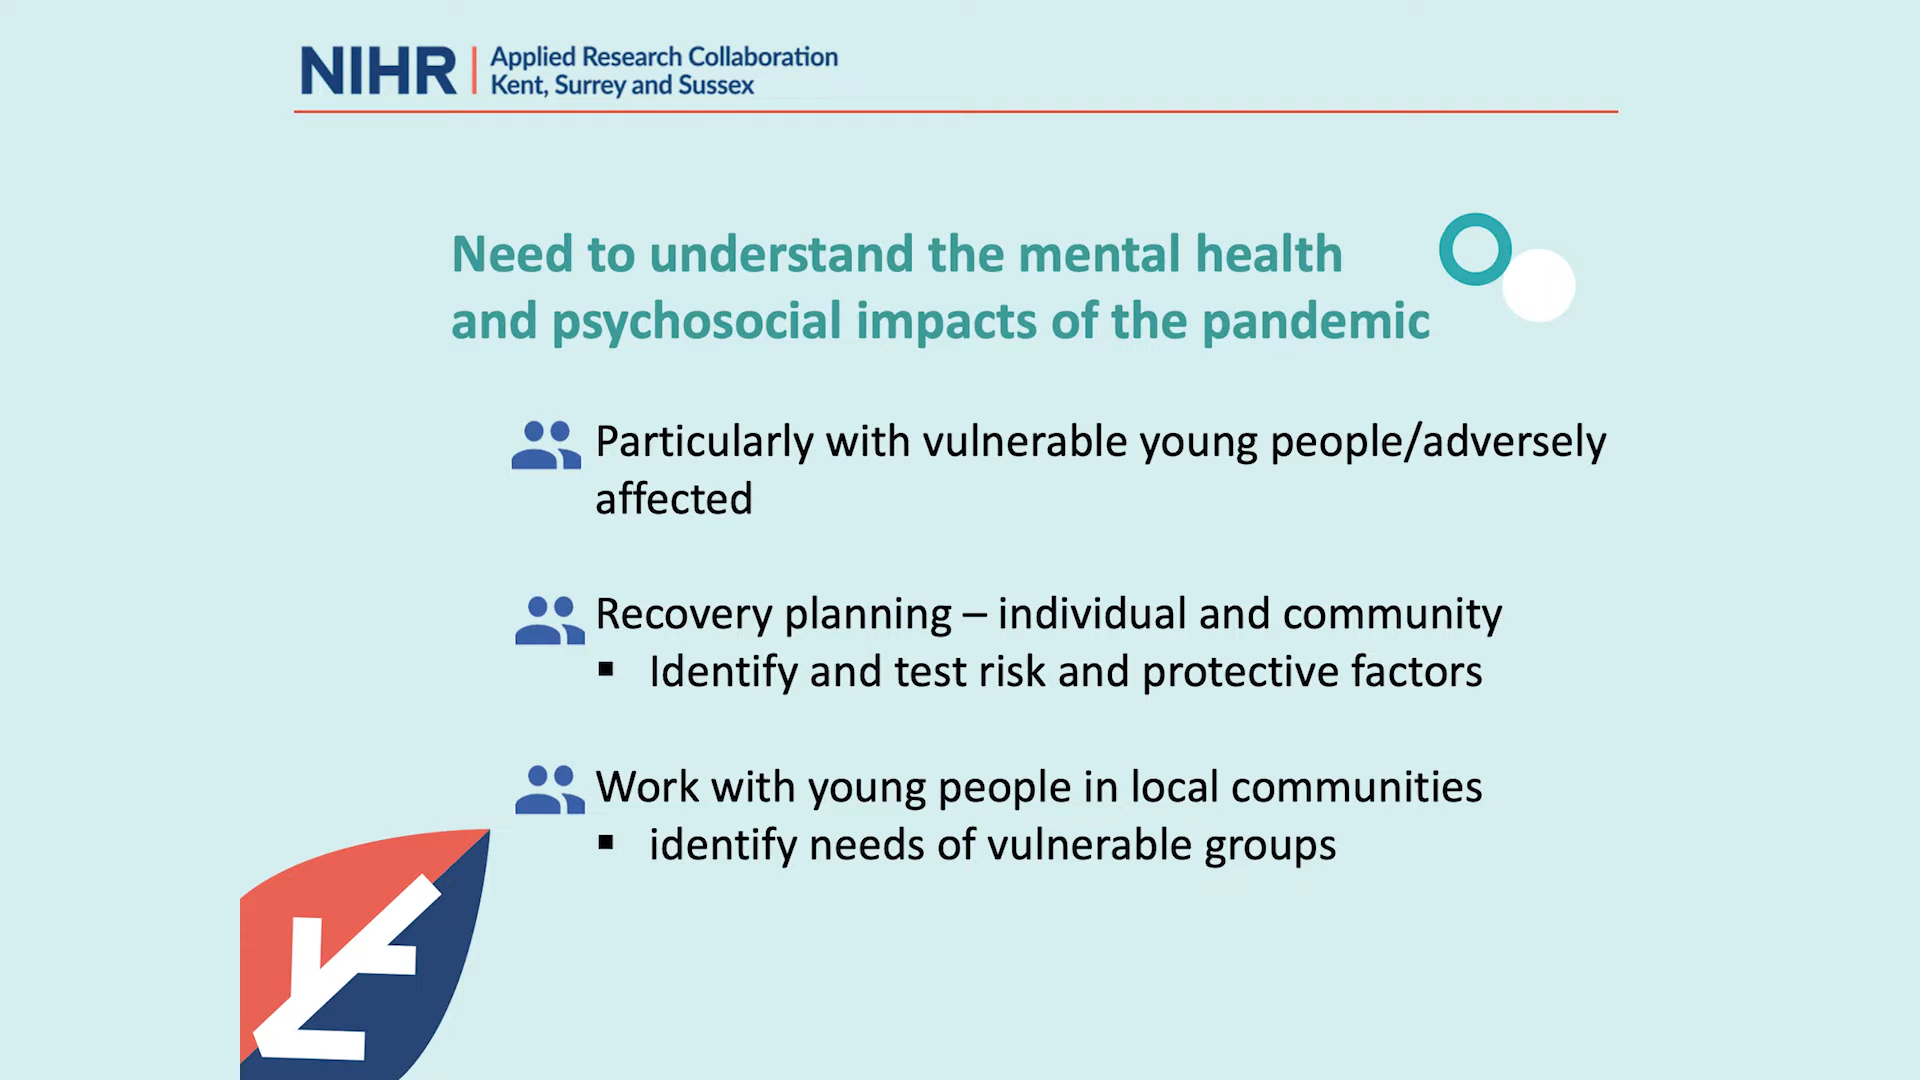 NIHR
Applied Research Collaboration
Kent, Surrey and Sussex
Need to understand the mental health
and psychosocial impacts of the pandemic
Particularly with vulnerable young people/adversely
affected
Recovery planning – individual and community
▪ Identify and test risk and protective factors
Work with young people in local communities
▪ identify needs of vulnerable groups